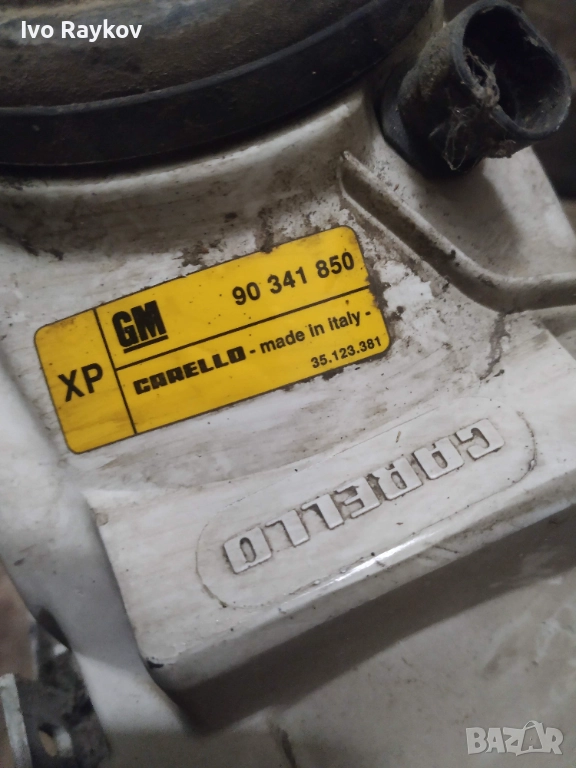 Ivo Raykov
XP
GM 90 341 850
CARELLO - made in italy -
35.123.381
CARELLO
BAZAR